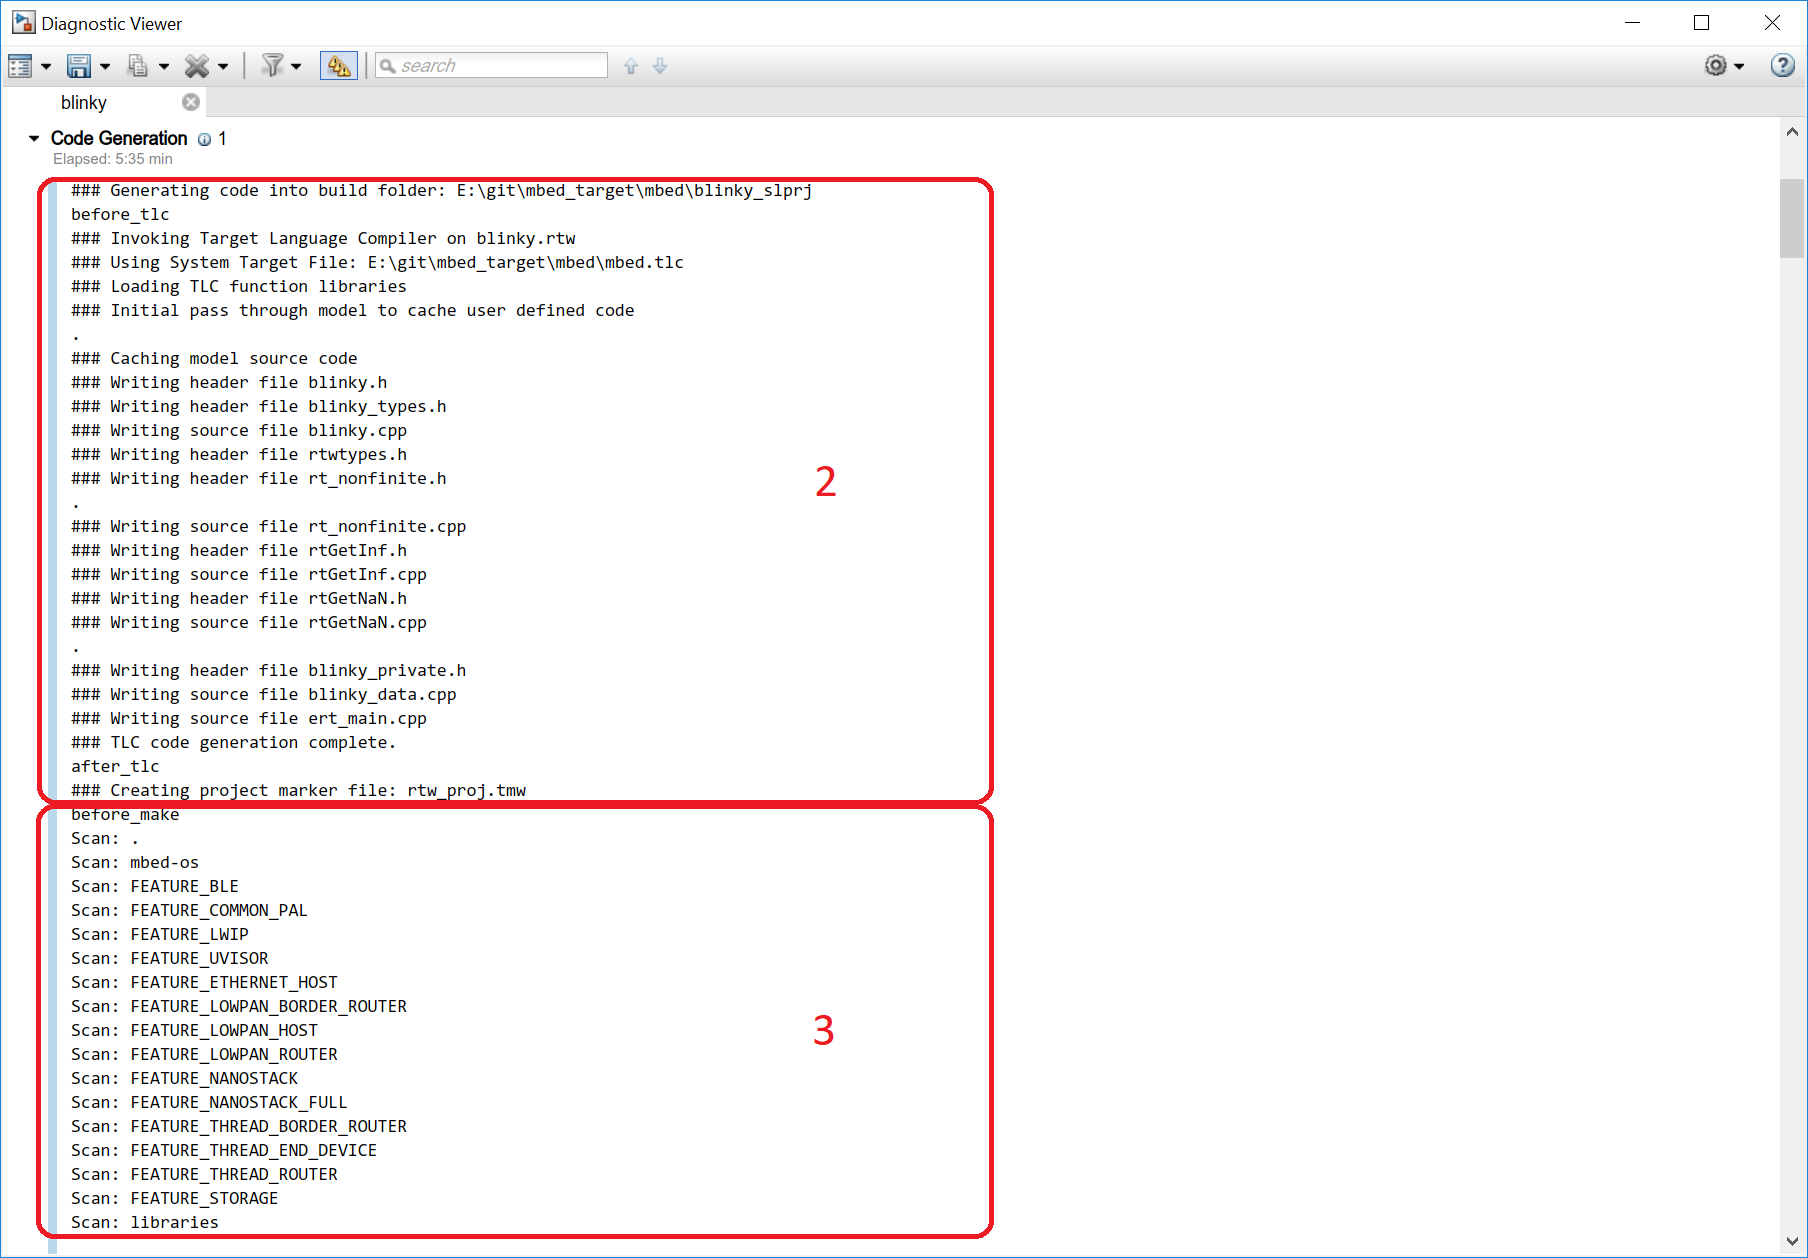 Diagnostic Viewer
search
blinky
Code Generation 1
Elapsed: 5:35 min
### Generating code into build folder: E:\git\mbed_target\mbed\blinky_slprj
before_tlc
### Invoking Target Language Compiler on blinky.rtw
### Using System Target File: E:\git\mbed_target\mbed\mbed.tlc
### Loading TLC function libraries
### Initial pass through model to cache user defined code
.
### Caching model source code
### Writing header file blinky.h
### Writing header file blinky_types.h
### Writing source file blinky.cpp
### Writing header file rtwtypes.h
### Writing header file rt_nonfinite.h
2
.
### Writing source file rt_nonfinite.cpp
### Writing header file rtGetInf.h
### Writing source file rtGetInf.cpp
### Writing header file rtGetNaN.h
### Writing source file rtGetNaN.cpp
.
### Writing header file blinky_private.h
### Writing source file blinky_data.cpp
### Writing source file ert_main.cpp
### TLC code generation complete.
after_tlc
### Creating project marker file: rtw_proj.tmw
before_make
Scan: .
Scan: mbed-os
Scan: FEATURE_BLE
Scan: FEATURE_COMMON_PAL
Scan: FEATURE_LWIP
Scan: FEATURE_UVISOR
Scan: FEATURE_ETHERNET_HOST
Scan: FEATURE_LOWPAN_BORDER_ROUTER
Scan: FEATURE_LOWPAN_HOST
3
Scan: FEATURE_LOWPAN_ROUTER
Scan: FEATURE_NANOSTACK
Scan: FEATURE_NANOSTACK_FULL
Scan: FEATURE_THREAD_BORDER_ROUTER
Scan: FEATURE_THREAD_END_DEVICE
Scan: FEATURE_THREAD_ROUTER
Scan: FEATURE_STORAGE
Scan: libraries